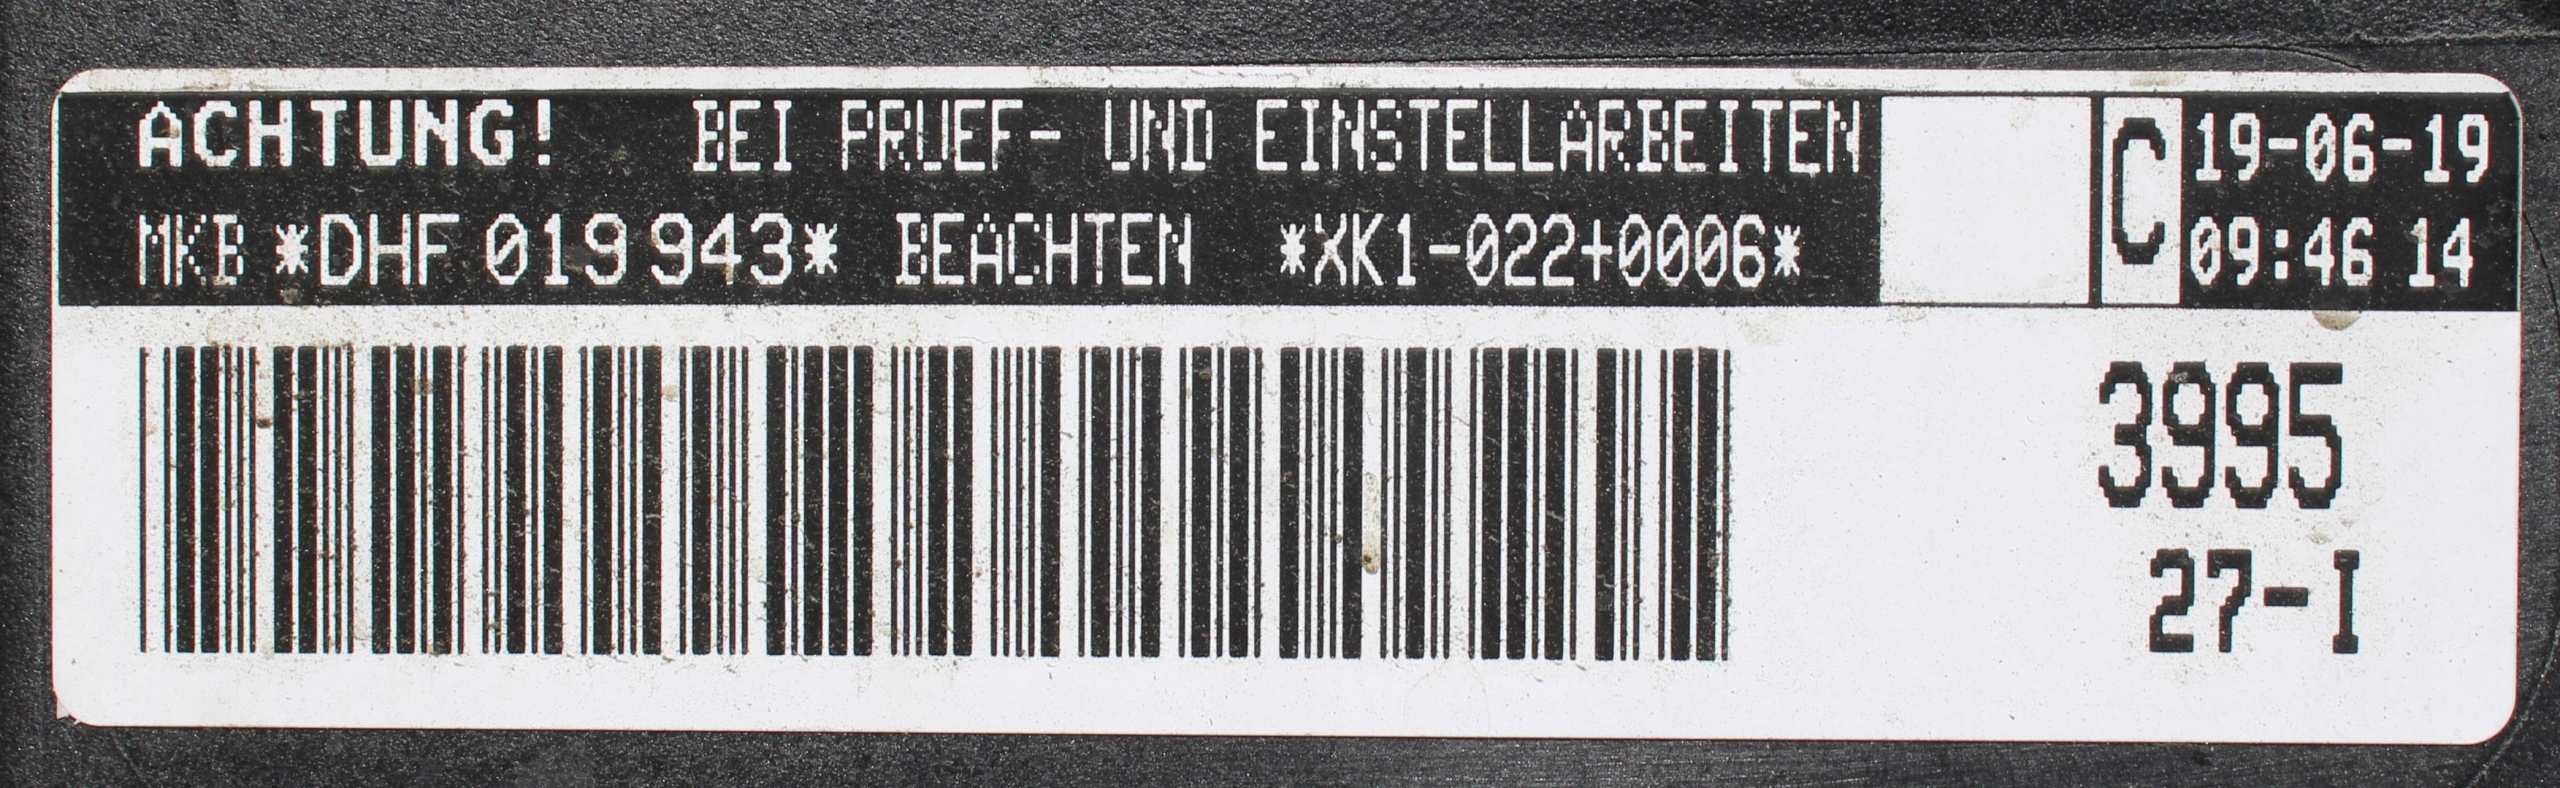 ACHTUNG! BEI PRUEF- UND EINSTELLARBEITEN
MKB *DHF 019 943* BEACHTEN *XK1-022+0006*
C
19-06-19
09:46 14
3995
27-I